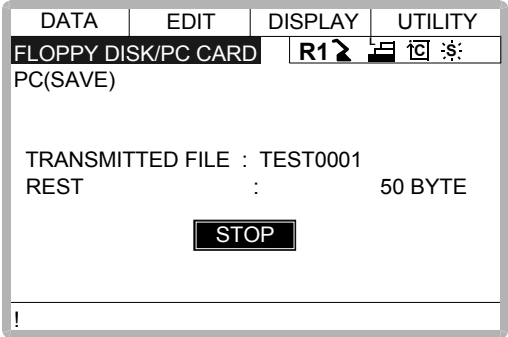 DATA EDIT DISPLAY UTILITY
FLOPPY DISK/PC CARD R1 C S
PC(SAVE)
TRANSMITTED FILE : TEST0001
REST : 50 BYTE
STOP
!